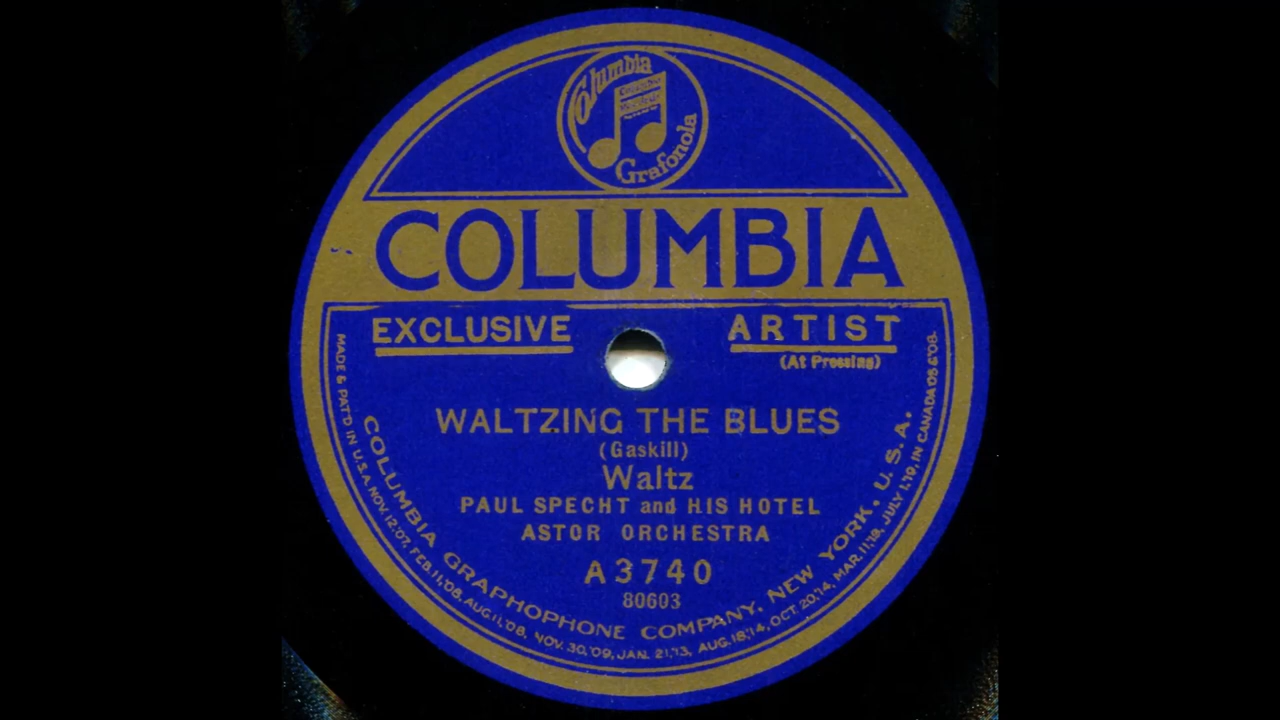 Columbia
Grafonola
COLUMBIA
EXCLUSIVE ARTIST
(At Pressing)
WALTZING THE BLUES
(Gaskill)
Waltz
PAUL SPECHT and HIS HOTEL
ASTOR ORCHESTRA
A3740
80603
COLUMBIA GRAPHOPHONE COMPANY, NEW YORK, U.S.A.
MADE & PAT'D IN U.S.A. NOV. 12,'07, FEB. 11,'08, AUG. 11,'08, NOV. 30,'09, JAN. 21,'13, AUG. 18,'14, OCT 20,'14, MAR. 11,'18, JULY 1,'19, IN CANADA '05 & '08.